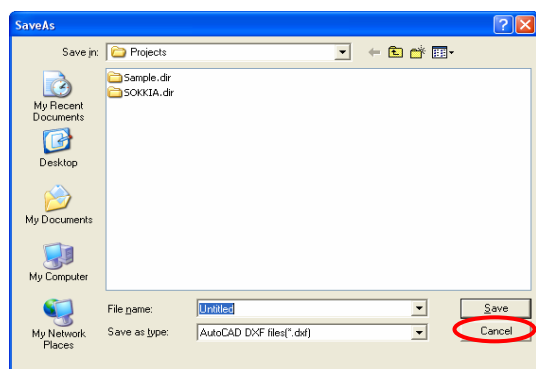 SaveAs
Save in: Projects
Sample.dir
SOKKIA.dir
My Recent
Documents
Desktop
My Documents
My Computer
My Network
Places
File name: Untitled
Save
Save as type: AutoCAD DXF files(*.dxf)
Cancel